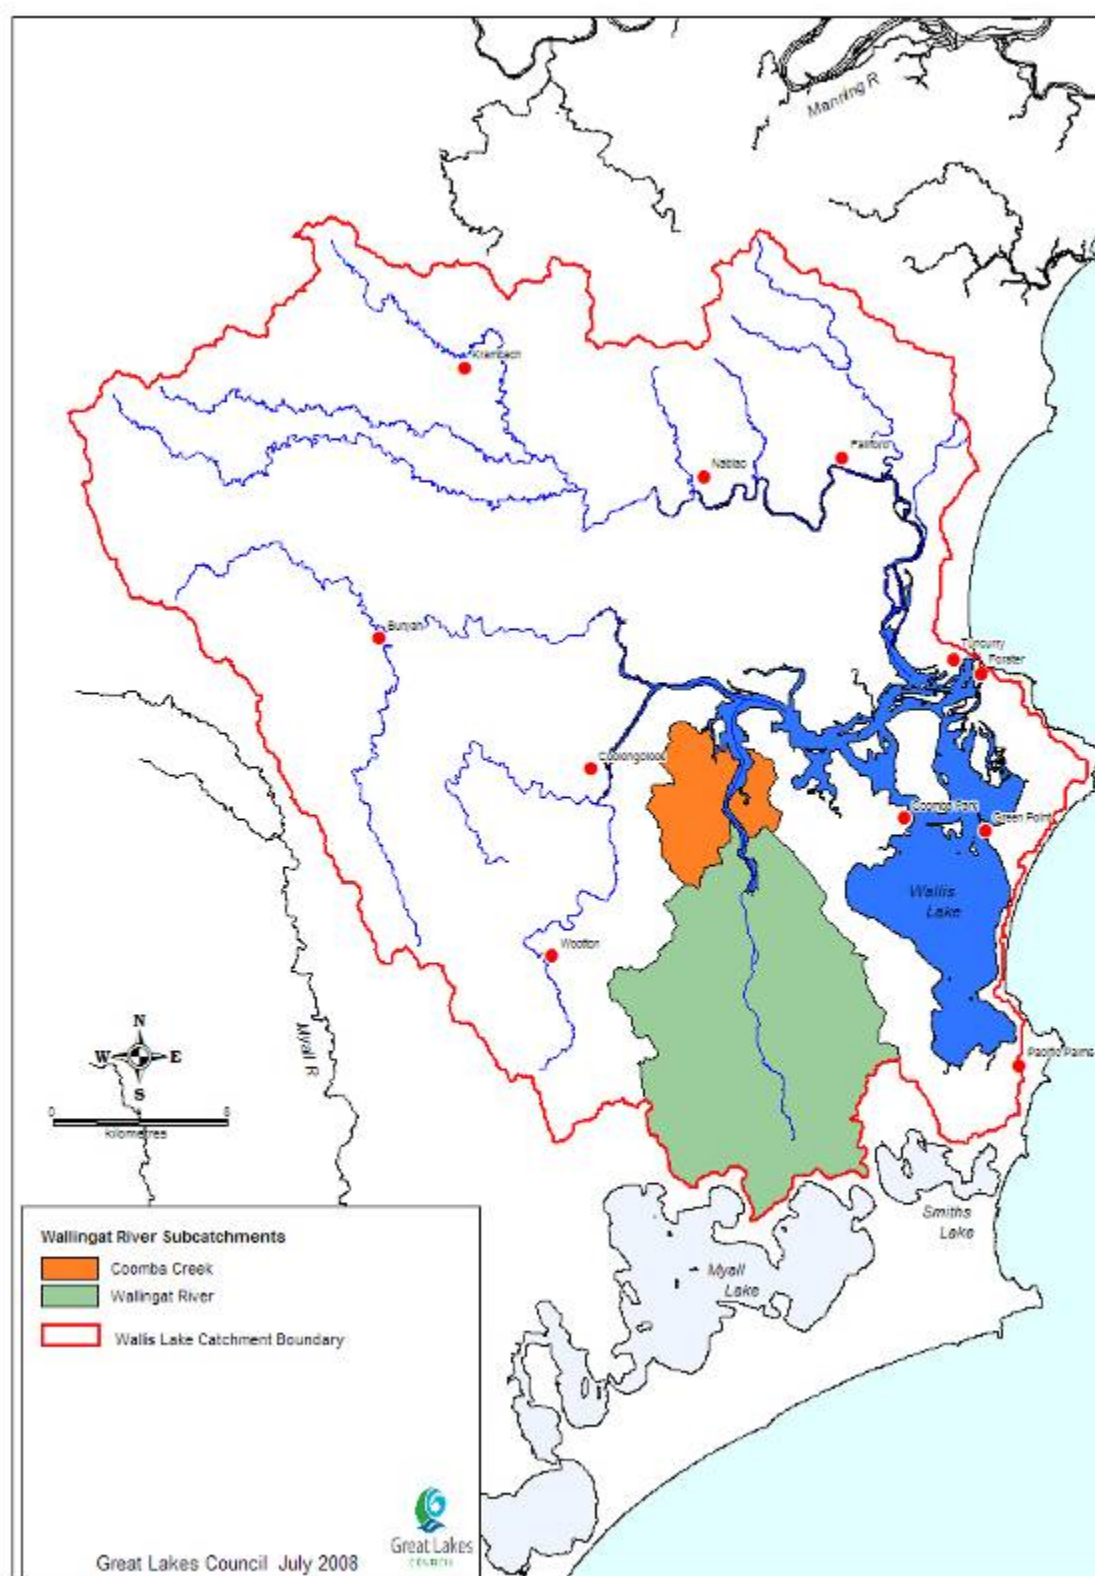 Manning R
Krambach
Nabiac
Failford
Bunyah
Tuncurry
Forster
Coolongolook
Coomba Park
Green Point
Wallis
Lake
Wootton
Myall R
N
W E
S
0 8
kilometres
Pacific Palms
Smiths
Lake
Myall
Lake
Wallingat River Subcatchments
Coomba Creek
Wallingat River
Wallis Lake Catchment Boundary
Great Lakes
COUNCIL
Great Lakes Council July 2008